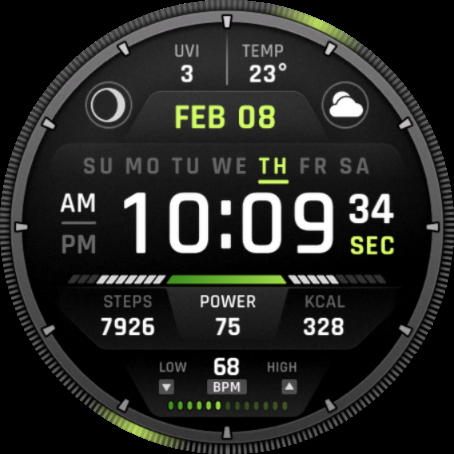 UVI TEMP
3 23°
FEB 08
SU MO TU WE TH FR SA
AM 10:09 34
PM SEC
STEPS POWER KCAL
7926 75 328
LOW 68 HIGH
BPM